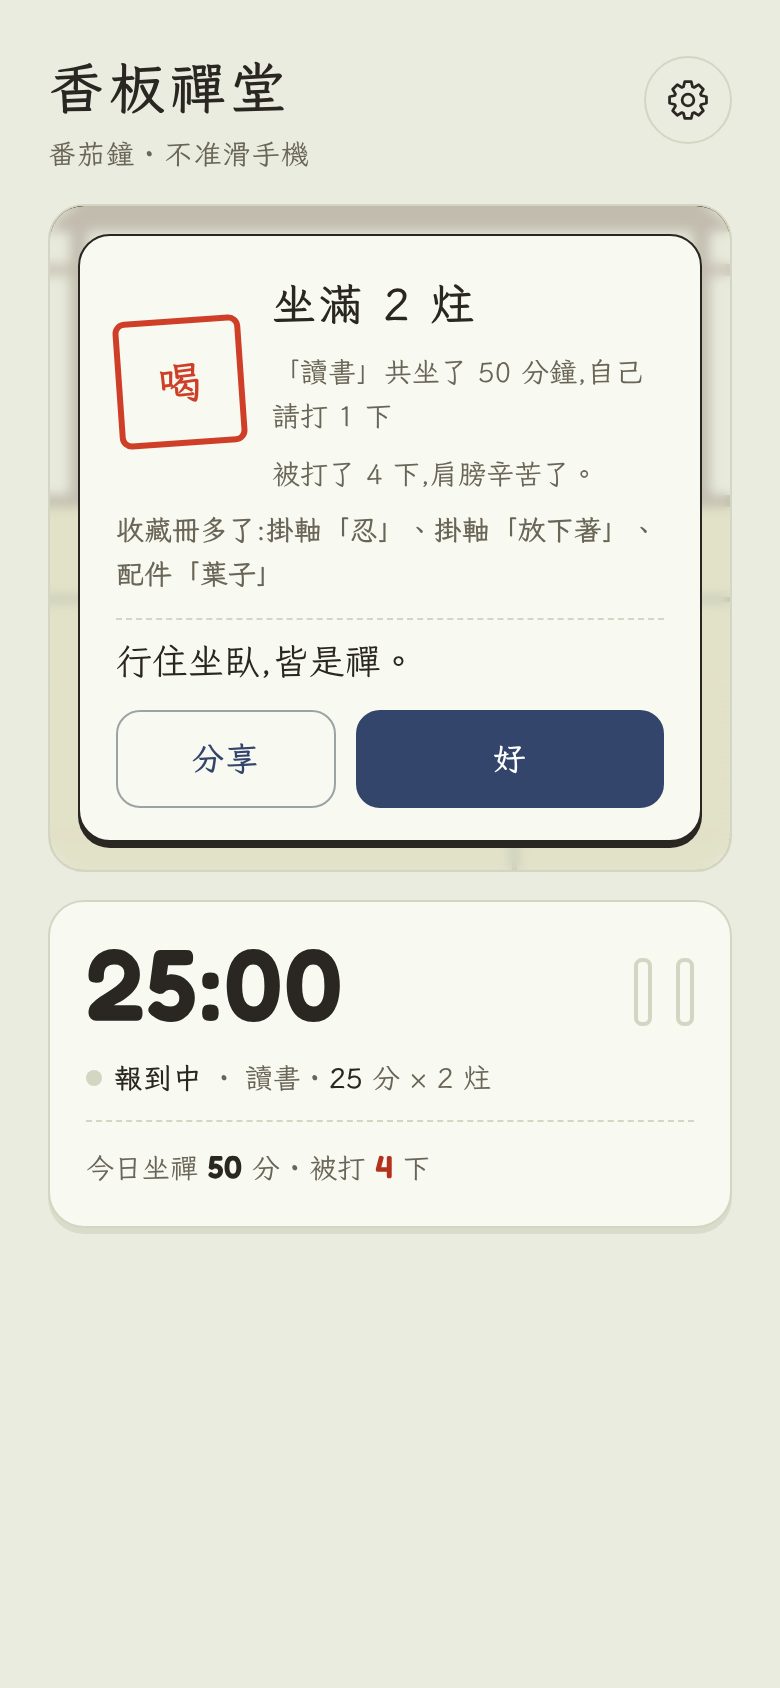 香板禪堂
番茄鐘・不准滑手機
坐滿 2 炷
喝
「讀書」共坐了 50 分鐘,自己
請打 1 下
被打了 4 下,肩膀辛苦了。
收藏冊多了:掛軸「忍」、掛軸「放下著」、
配件「葉子」
行住坐臥,皆是禪。
分享
好
25:00
報到中 ・ 讀書・25 分 × 2 炷
今日坐禪 50 分・被打 4 下